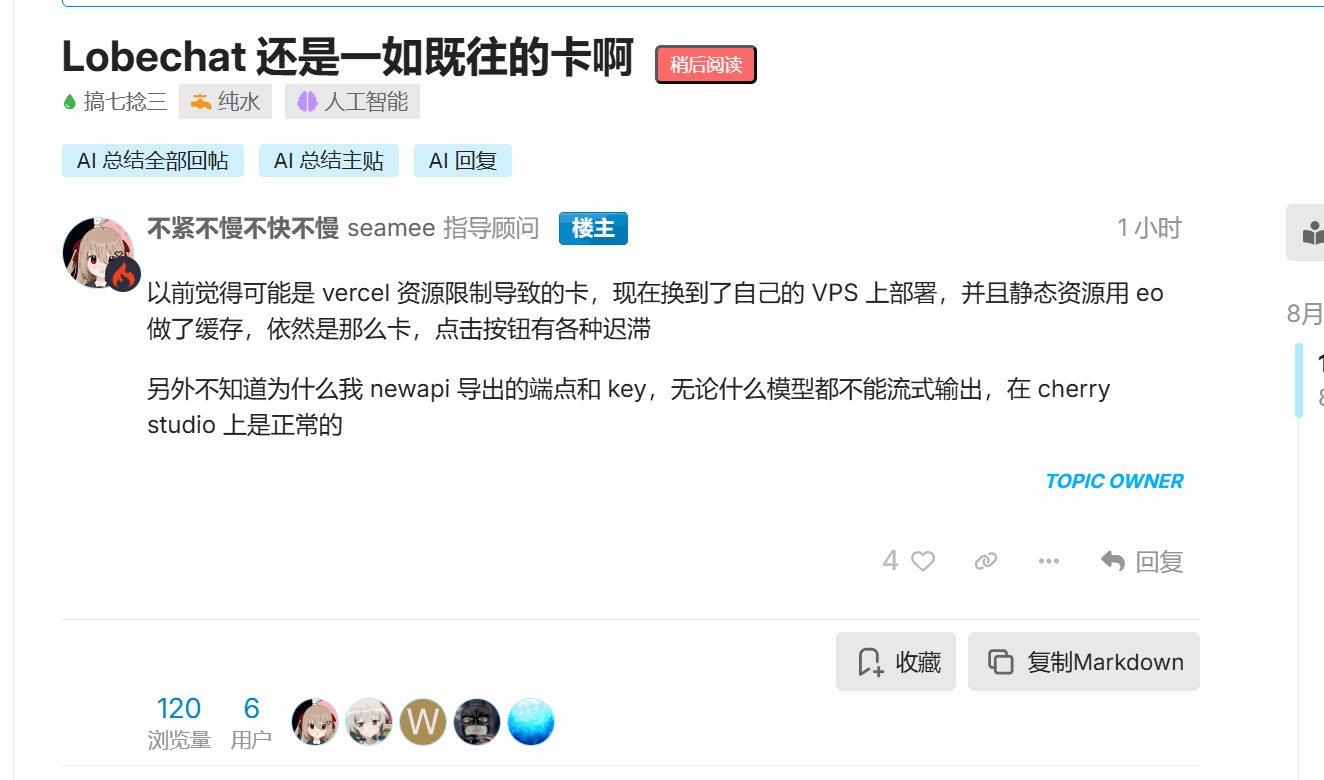 Lobechat 还是一如既往的卡啊 稍后阅读
搞七捻三 纯水 人工智能
AI 总结全部回帖 AI 总结主贴 AI 回复
不紧不慢不快不慢 seamee 指导顾问 楼主 1 小时
以前觉得可能是 vercel 资源限制导致的卡，现在换到了自己的 VPS 上部署，并且静态资源用 eo
做了缓存，依然是那么卡，点击按钮有各种迟滞
8月
另外不知道为什么我 newapi 导出的端点和 key，无论什么模型都不能流式输出，在 cherry
studio 上是正常的
TOPIC OWNER
4 回复
收藏 复制Markdown
120 6 W
浏览量 用户